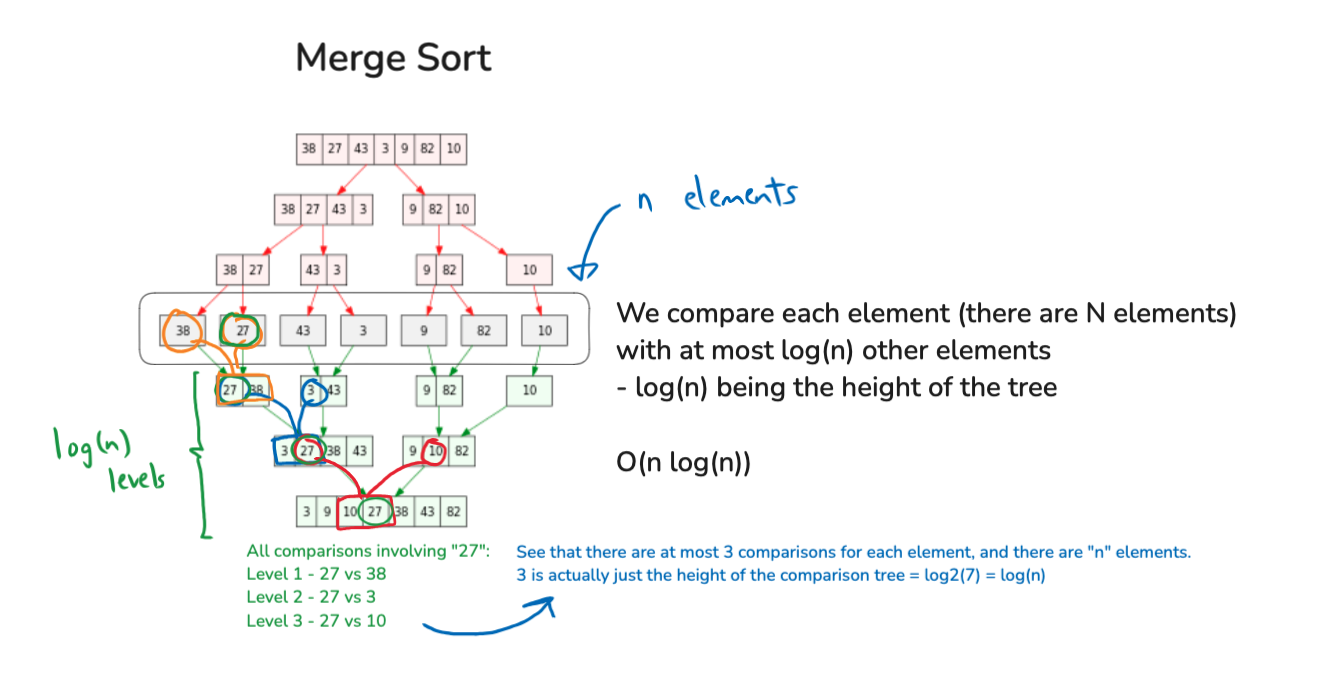 Merge Sort
38 27 43 3 9 82 10
n elements
38 27 43 3 9 82 10
38 27 43 3 9 82 10
We compare each element (there are N elements)
38 27 43 3 9 82 10
with at most log(n) other elements
- log(n) being the height of the tree
27 38 3 43 9 82 10
log(n)
levels
3 27 38 43 9 10 82
O(n log(n))
3 9 10 27 38 43 82
All comparisons involving "27":
Level 1 - 27 vs 38
Level 2 - 27 vs 3
Level 3 - 27 vs 10
See that there are at most 3 comparisons for each element, and there are "n" elements.
3 is actually just the height of the comparison tree = log2(7) = log(n)